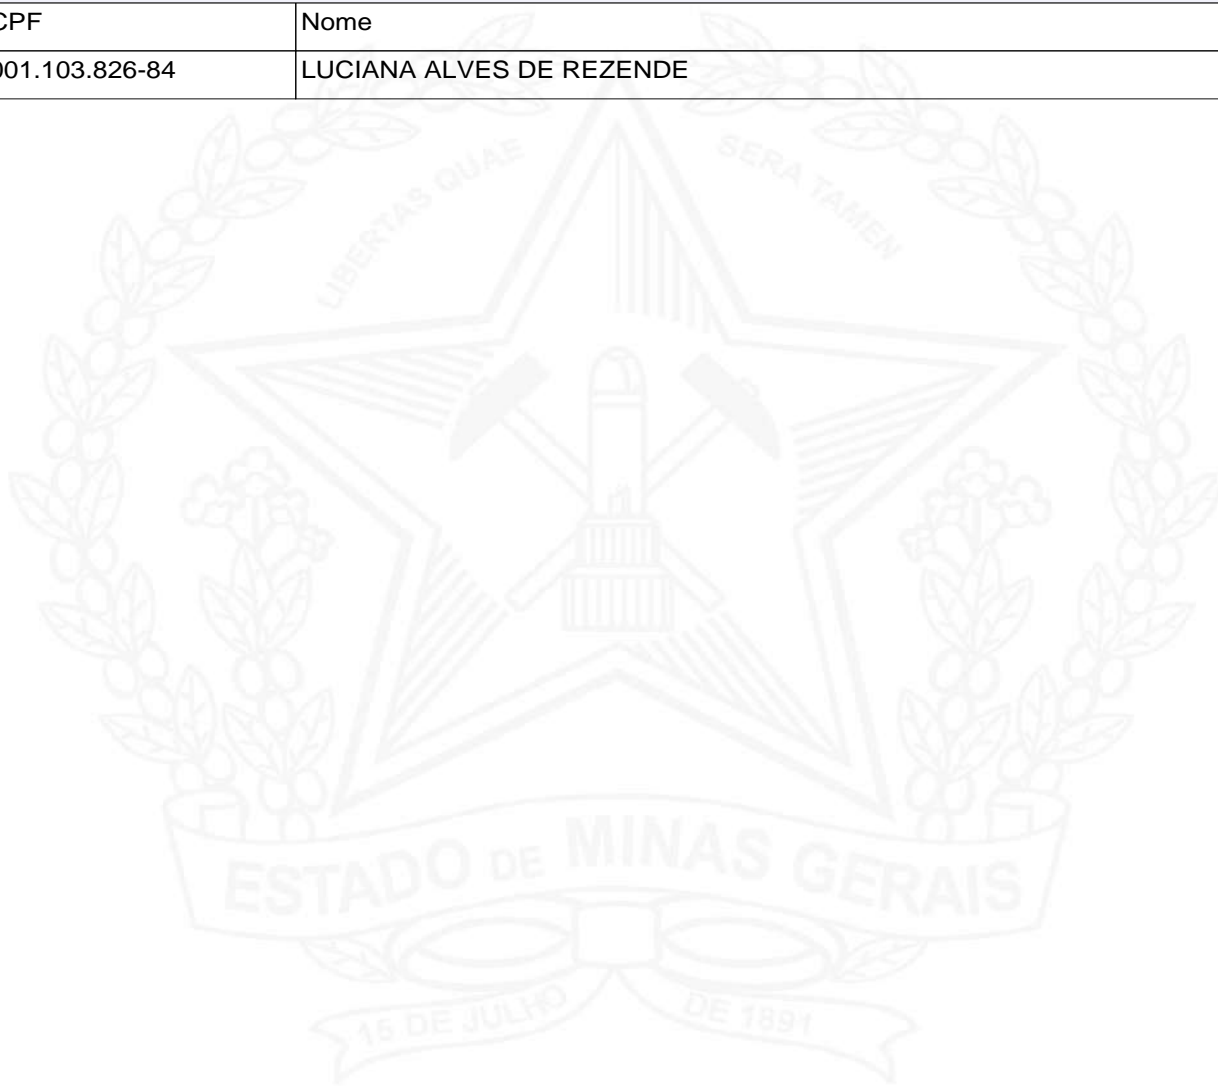 CPF Nome
001.103.826-84 LUCIANA ALVES DE REZENDE
LIBERTAS QUAE SERA TAMEN
ESTADO DE MINAS GERAIS
15 DE JULHO DE 1891